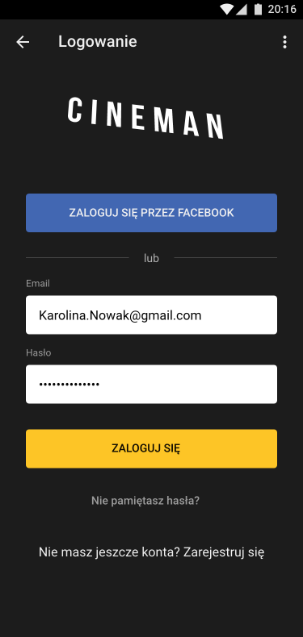 20:16
Logowanie
CINEMAN
ZALOGUJ SIĘ PRZEZ FACEBOOK
lub
Email
Karolina.Nowak@gmail.com
Hasło
••••••••••••••
ZALOGUJ SIĘ
Nie pamiętasz hasła?
Nie masz jeszcze konta? Zarejestruj się